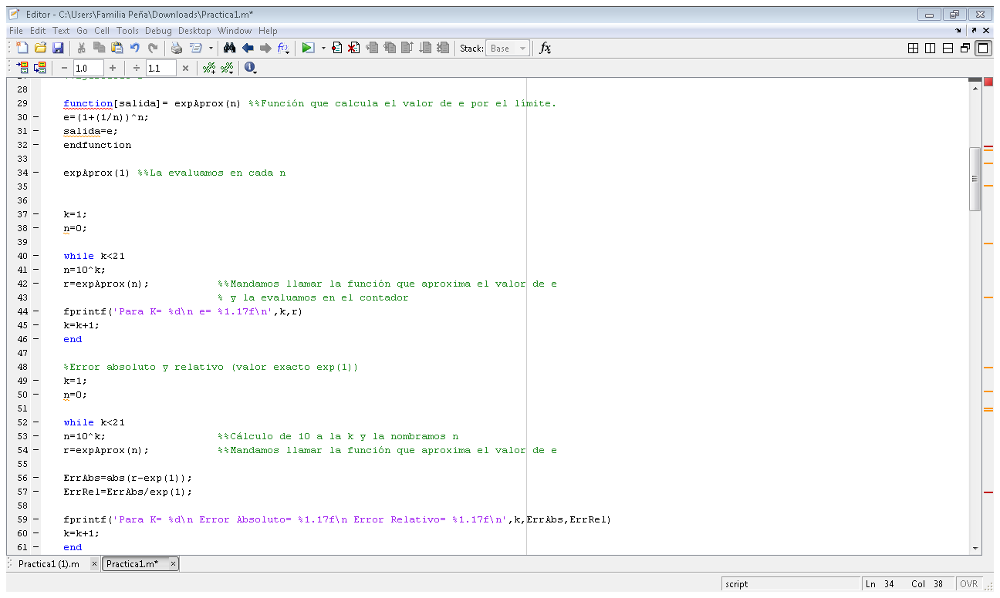 Editor - C:\Users\Familia Peña\Downloads\Practica1.m*
File Edit Text Go Cell Tools Debug Desktop Window Help
Stack: Base fx
− 1.0 + ÷ 1.1 ×
28
29 function[salida]= expAprox(n) %%Función que calcula el valor de e por el límite.
30 − e=(1+(1/n))^n;
31 − salida=e;
32 − endfunction
33
34 − expAprox(1) %%La evaluamos en cada n
35
36
37 − k=1;
38 − n=0;
39
40 − while k<21
41 − n=10^k;
42 − r=expAprox(n); %%Mandamos llamar la función que aproxima el valor de e
43 % y la evaluamos en el contador
44 − fprintf('Para K= %d\n e= %1.17f\n',k,r)
45 − k=k+1;
46 − end
47
48 %Error absoluto y relativo (valor exacto exp(1))
49 − k=1;
50 − n=0;
51
52 − while k<21
53 − n=10^k; %%Cálculo de 10 a la k y la nombramos n
54 − r=expAprox(n); %%Mandamos llamar la función que aproxima el valor de e
55
56 − ErrAbs=abs(r-exp(1));
57 − ErrRel=ErrAbs/exp(1);
58
59 − fprintf('Para K= %d\n Error Absoluto= %1.17f\n Error Relativo= %1.17f\n',k,ErrAbs,ErrRel)
60 − k=k+1;
61 − end
Practica1 (1).m × Practica1.m* ×
script Ln 34 Col 38 OVR